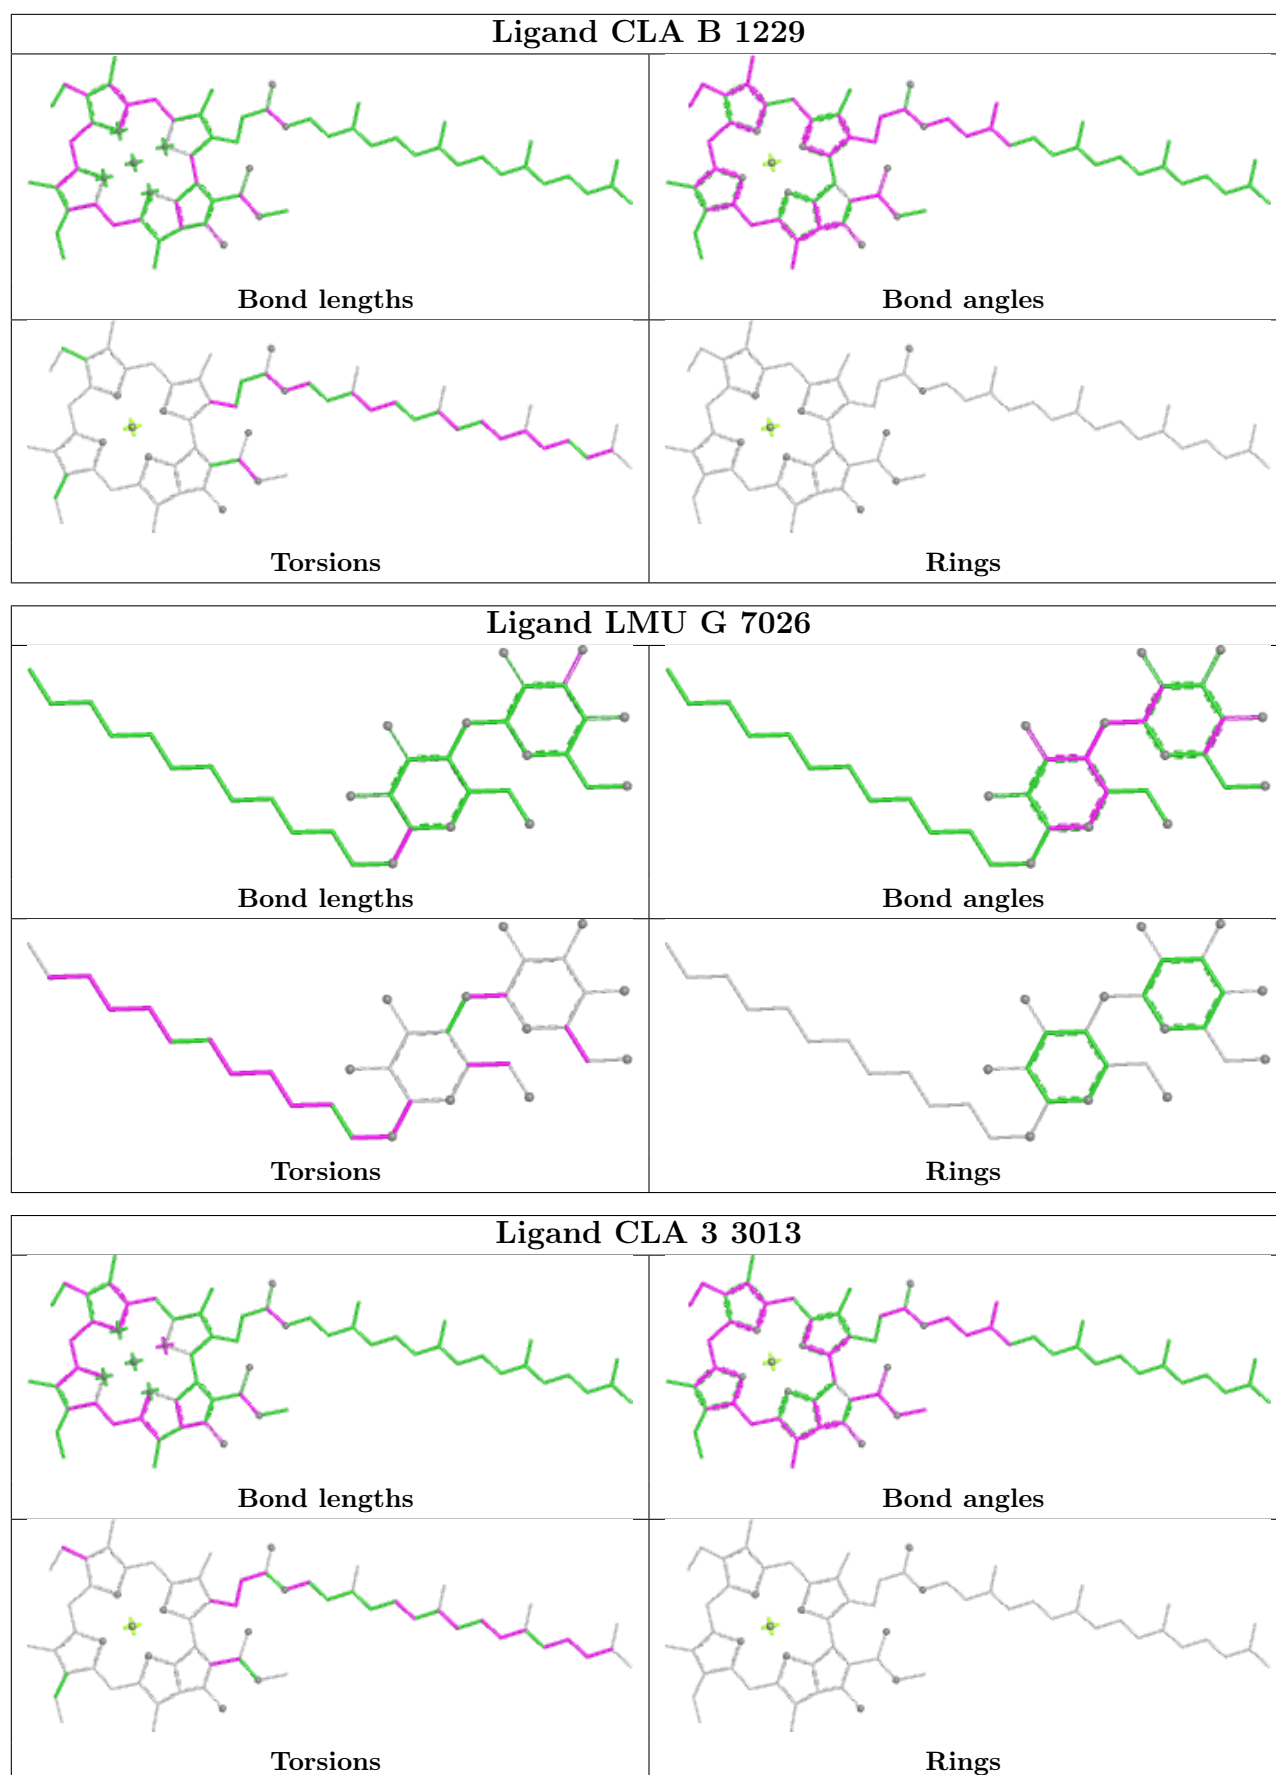 Ligand CLA B 1229
Bond lengths
Bond angles
Torsions
Rings
Ligand LMU G 7026
Bond lengths
Bond angles
Torsions
Rings
Ligand CLA 3 3013
Bond lengths
Bond angles
Torsions
Rings